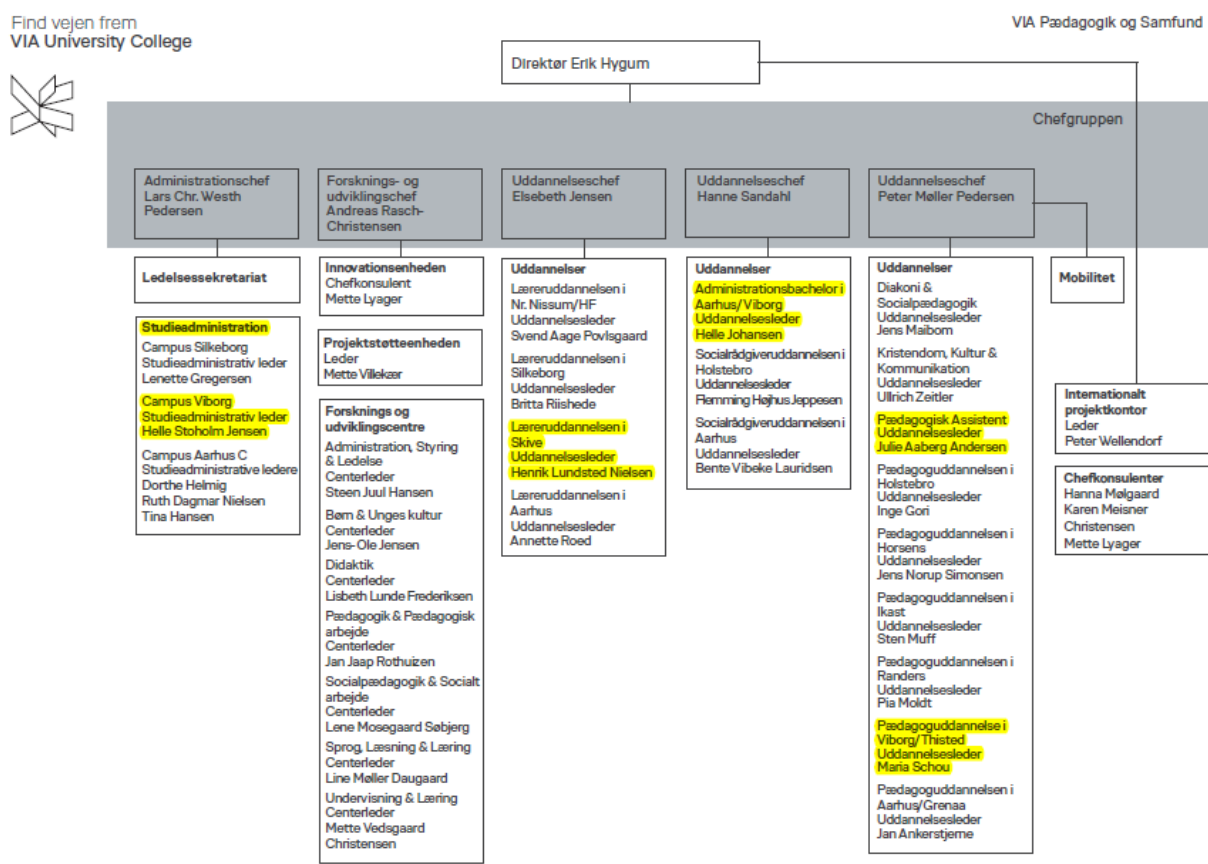 Find vejen frem
VIA University College
VIA Pædagogik og Samfund
Direktør Erik Hygum
Chefgruppen
Administrationschef
Lars Chr. Westh
Pedersen
Forsknings- og
udviklingschef
Andreas Rasch-
Christensen
Uddannelseschef
Elsebeth Jensen
Uddannelseschef
Hanne Sandahl
Uddannelseschef
Peter Møller Pedersen
Ledelsessekretariat
Studieadministration
Campus Silkeborg
Studieadministrativ leder
Lenette Gregersen
Campus Viborg
Studieadministrativ leder
Helle Stoholm Jensen
Campus Aarhus C
Studieadministrative ledere
Dorthe Helmig
Ruth Dagmar Nielsen
Tina Hansen
Innovationsenheden
Chefkonsulent
Mette Lyager
Projektstøtteenheden
Leder
Mette Villekær
Forsknings og
udviklingscentre
Administration, Styring
& Ledelse
Centerleder
Steen Juul Hansen
Børn & Unges kultur
Centerleder
Jens- Ole Jensen
Didaktik
Centerleder
Lisbeth Lunde Frederiksen
Pædagogik & Pædagogisk
arbejde
Centerleder
Jan Jaap Rothuizen
Socialpædagogik & Socialt
arbejde
Centerleder
Lene Mosegaard Søbjerg
Sprog, Læsning & Læring
Centerleder
Line Møller Daugaard
Undervisning & Læring
Centerleder
Mette Vedsgaard
Christensen
Uddannelser
Læreruddannelsen i
Nr. Nissum/HF
Uddannelsesleder
Svend Aage Povlsgaard
Læreruddannelsen i
Silkeborg
Uddannelsesleder
Britta Riishede
Læreruddannelsen i
Skive
Uddannelsesleder
Henrik Lundsted Nielsen
Læreruddannelsen i
Aarhus
Uddannelsesleder
Annette Roed
Uddannelser
Administrationsbachelor i
Aarhus/Viborg
Uddannelsesleder
Helle Johansen
Socialrådgiveruddannelsen i
Holstebro
Uddannelsesleder
Flemming Højhus Jeppesen
Socialrådgiveruddannelsen i
Aarhus
Uddannelsesleder
Bente Vibeke Lauridsen
Uddannelser
Diakoni &
Socialpædagogik
Uddannelsesleder
Jens Maibom
Kristendom, Kultur &
Kommunikation
Uddannelsesleder
Ullrich Zeitler
Pædagogisk Assistent
Uddannelsesleder
Julie Aaberg Andersen
Pædagoguddannelsen i
Holstebro
Uddannelsesleder
Inge Gori
Pædagoguddannelsen i
Horsens
Uddannelsesleder
Jens Norup Simonsen
Pædagoguddannelsen i
Ikast
Uddannelsesleder
Sten Muff
Pædagoguddannelsen i
Randers
Uddannelsesleder
Pia Moldt
Pædagoguddannelse i
Viborg/Thisted
Uddannelsesleder
Maria Schou
Pædagoguddannelsen i
Aarhus/Grenaa
Uddannelsesleder
Jan Ankerstjerne
Mobilitet
Internationalt
projektkontor
Leder
Peter Wellendorf
Chefkonsulenter
Hanna Mølgaard
Karen Meisner
Christensen
Mette Lyager